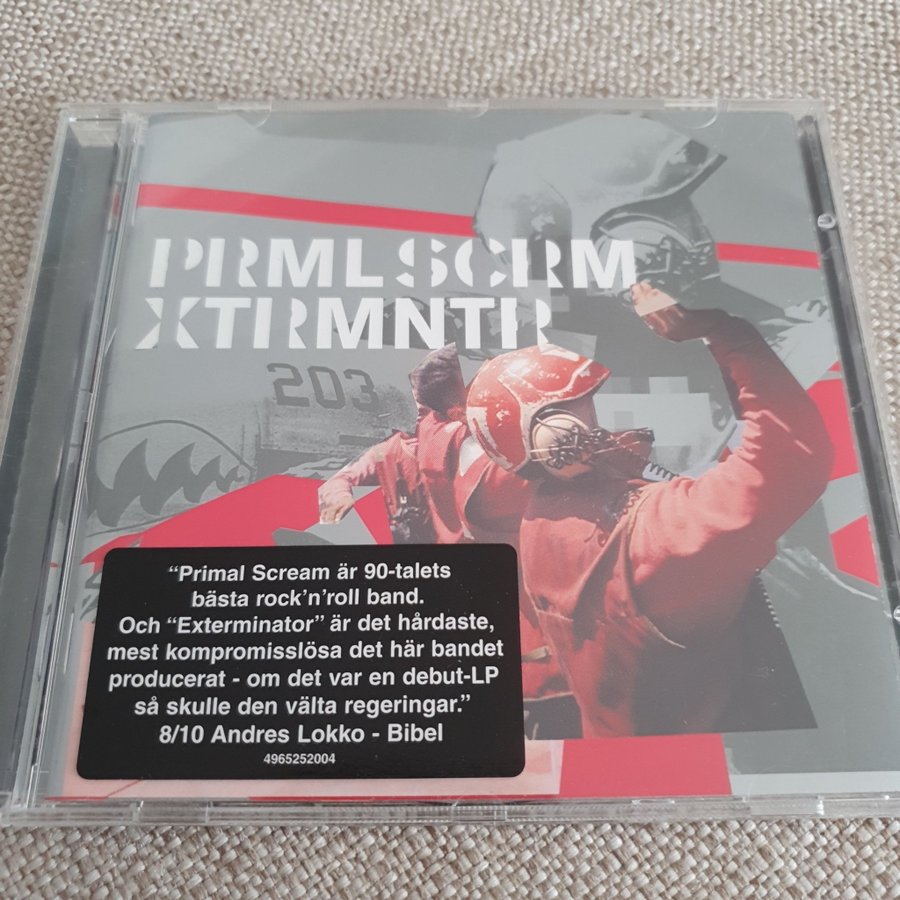 PRML SCRM
XTRMNTR
203
“Primal Scream är 90-talets
bästa rock’n’roll band.
Och “Exterminator” är det hårdaste,
mest kompromisslösa det här bandet
producerat - om det var en debut-LP
så skulle den välta regeringar.”
8/10 Andres Lokko - Bibel
4965252004